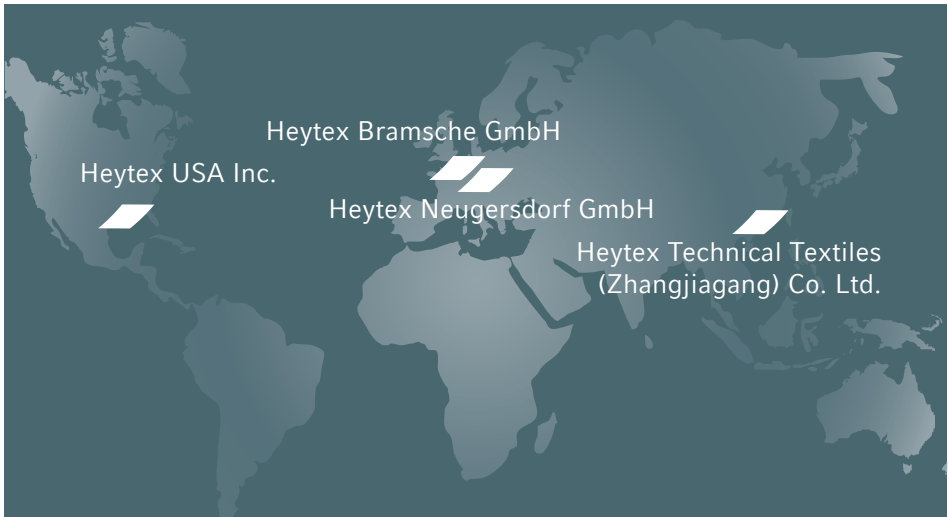 Heytex Bramsche GmbH
Heytex USA Inc.
Heytex Neugersdorf GmbH
Heytex Technical Textiles
(Zhangjiagang) Co. Ltd.